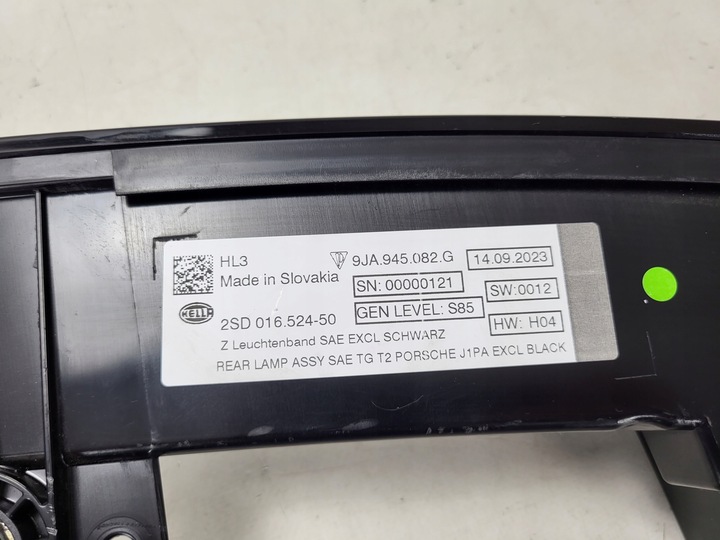 HL3 9JA.945.082.G 14.09.2023
Made in Slovakia SN: 00000121 SW:0012
HELLA 2SD 016.524-50 GEN LEVEL: S85 HW: H04
Z Leuchtenband SAE EXCL SCHWARZ
REAR LAMP ASSY SAE TG T2 PORSCHE J1PA EXCL BLACK